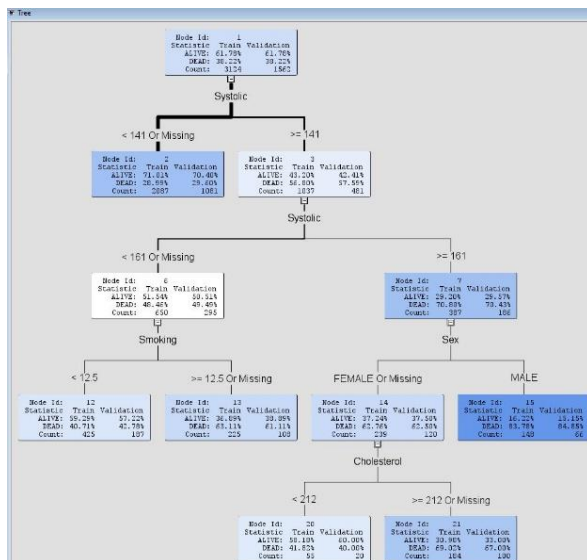 Tree
Node Id: 1
Statistic Train Validation
ALIVE: 61.78% 61.78%
DEAD: 38.22% 38.22%
Count: 3124 1562
Systolic
< 141 Or Missing
>= 141
Node Id: 2
Statistic Train Validation
ALIVE: 71.01% 70.40%
DEAD: 28.99% 29.60%
Count: 2087 1081
Node Id: 3
Statistic Train Validation
ALIVE: 43.20% 42.41%
DEAD: 56.80% 57.59%
Count: 1037 481
Systolic
< 161 Or Missing
>= 161
Node Id: 6
Statistic Train Validation
ALIVE: 51.54% 50.51%
DEAD: 48.46% 49.49%
Count: 650 295
Node Id: 7
Statistic Train Validation
ALIVE: 29.20% 29.57%
DEAD: 70.80% 70.43%
Count: 387 186
Smoking
Sex
< 12.5
>= 12.5 Or Missing
FEMALE Or Missing
MALE
Node Id: 12
Statistic Train Validation
ALIVE: 59.29% 57.22%
DEAD: 40.71% 42.78%
Count: 425 187
Node Id: 13
Statistic Train Validation
ALIVE: 36.89% 38.89%
DEAD: 63.11% 61.11%
Count: 225 108
Node Id: 14
Statistic Train Validation
ALIVE: 37.24% 37.50%
DEAD: 62.76% 62.50%
Count: 239 120
Node Id: 15
Statistic Train Validation
ALIVE: 16.22% 15.15%
DEAD: 83.78% 84.85%
Count: 148 66
Cholesterol
< 212
>= 212 Or Missing
Node Id: 20
Statistic Train Validation
ALIVE: 58.18% 60.00%
DEAD: 41.82% 40.00%
Count: 55 20
Node Id: 21
Statistic Train Validation
ALIVE: 30.98% 33.00%
DEAD: 69.02% 67.00%
Count: 184 100